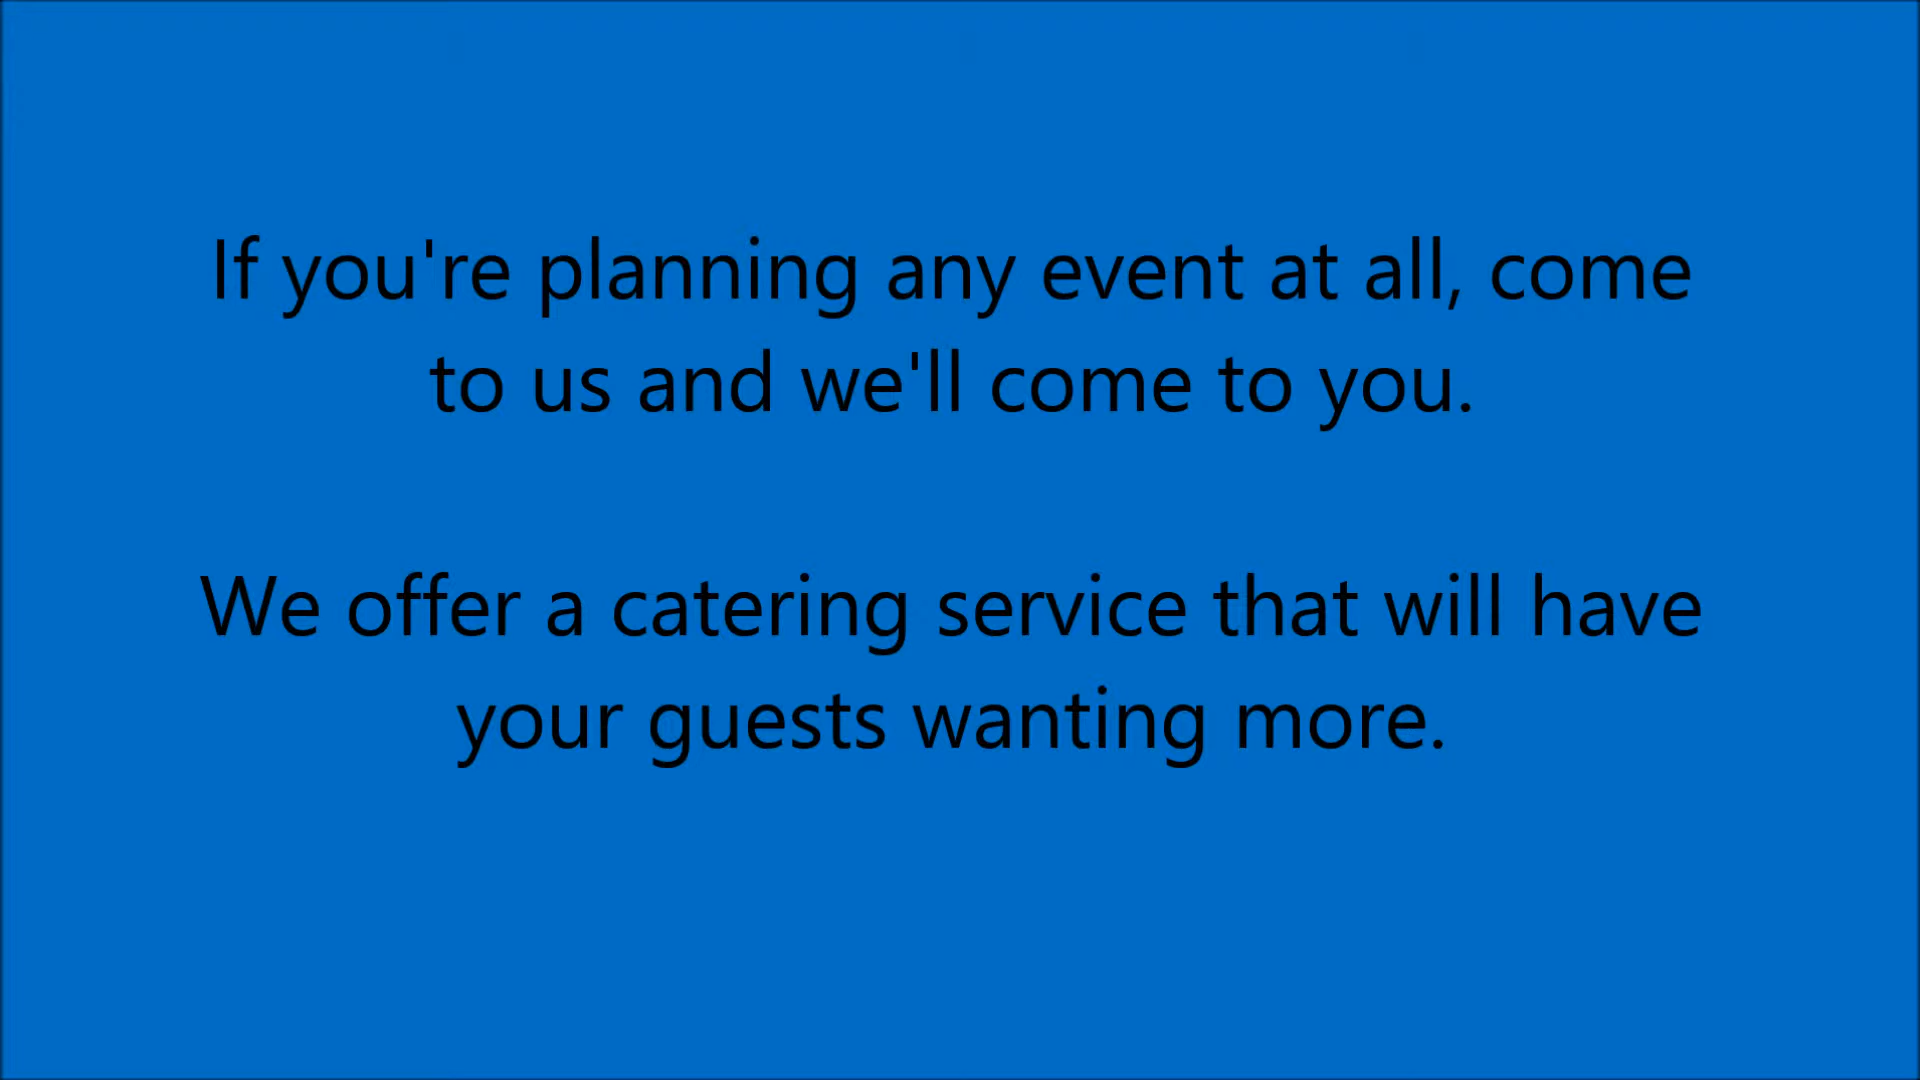 If you're planning any event at all, come
to us and we'll come to you.
We offer a catering service that will have
your guests wanting more.